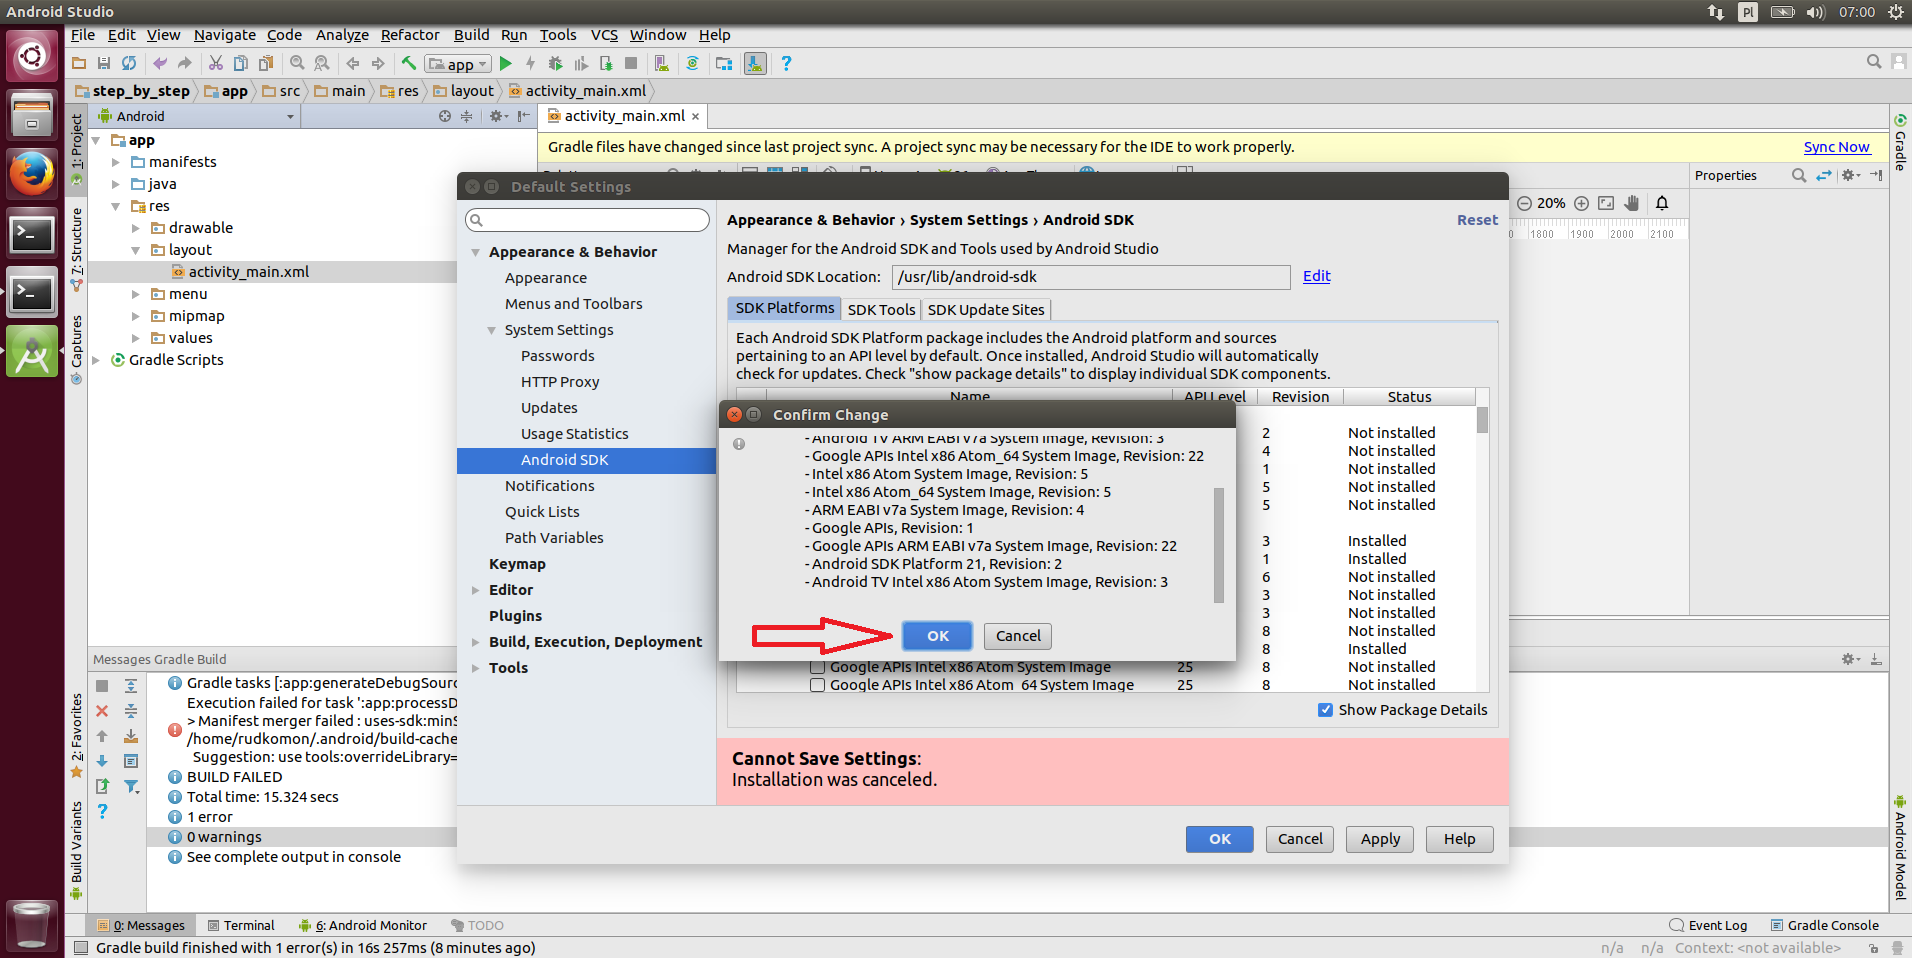 Android Studio
Pl
07:00
File Edit View Navigate Code Analyze Refactor Build Run Tools VCS Window Help
app
step_by_step app src main res layout activity_main.xml
1: Project
7: Structure
Captures
2: Favorites
Build Variants
Android
app
manifests
java
res
drawable
layout
activity_main.xml
menu
mipmap
values
Gradle Scripts
activity_main.xml
Gradle files have changed since last project sync. A project sync may be necessary for the IDE to work properly.
Sync Now
Properties
20%
1800 1900 2000 2100
Gradle
Android Model
Default Settings
Appearance & Behavior
Appearance
Menus and Toolbars
System Settings
Passwords
HTTP Proxy
Updates
Usage Statistics
Android SDK
Notifications
Quick Lists
Path Variables
Keymap
Editor
Plugins
Build, Execution, Deployment
Tools
Appearance & Behavior › System Settings › Android SDK
Reset
Manager for the Android SDK and Tools used by Android Studio
Android SDK Location: /usr/lib/android-sdk Edit
SDK Platforms SDK Tools SDK Update Sites
Each Android SDK Platform package includes the Android platform and sources
pertaining to an API level by default. Once installed, Android Studio will automatically
check for updates. Check "show package details" to display individual SDK components.
Name API Level Revision Status
2 Not installed
4 Not installed
1 Not installed
5 Not installed
5 Not installed
3 Installed
1 Installed
6 Not installed
3 Not installed
3 Not installed
8 Not installed
8 Installed
Google APIs Intel x86 Atom System Image 25 8 Not installed
Google APIs Intel x86 Atom_64 System Image 25 8 Not installed
Show Package Details
Confirm Change
- Android TV ARM EABI v7a System Image, Revision: 3
- Google APIs Intel x86 Atom_64 System Image, Revision: 22
- Intel x86 Atom System Image, Revision: 5
- Intel x86 Atom_64 System Image, Revision: 5
- ARM EABI v7a System Image, Revision: 4
- Google APIs, Revision: 1
- Google APIs ARM EABI v7a System Image, Revision: 22
- Android SDK Platform 21, Revision: 2
- Android TV Intel x86 Atom System Image, Revision: 3
OK Cancel
Cannot Save Settings:
Installation was canceled.
OK Cancel Apply Help
Messages Gradle Build
Gradle tasks [:app:generateDebugSourc
Execution failed for task ':app:processD
> Manifest merger failed : uses-sdk:minS
/home/rudkomon/.android/build-cache
Suggestion: use tools:overrideLibrary=
BUILD FAILED
Total time: 15.324 secs
1 error
0 warnings
See complete output in console
0: Messages Terminal 6: Android Monitor TODO
Event Log Gradle Console
Gradle build finished with 1 error(s) in 16s 257ms (8 minutes ago)
n/a n/a Context: <not available>